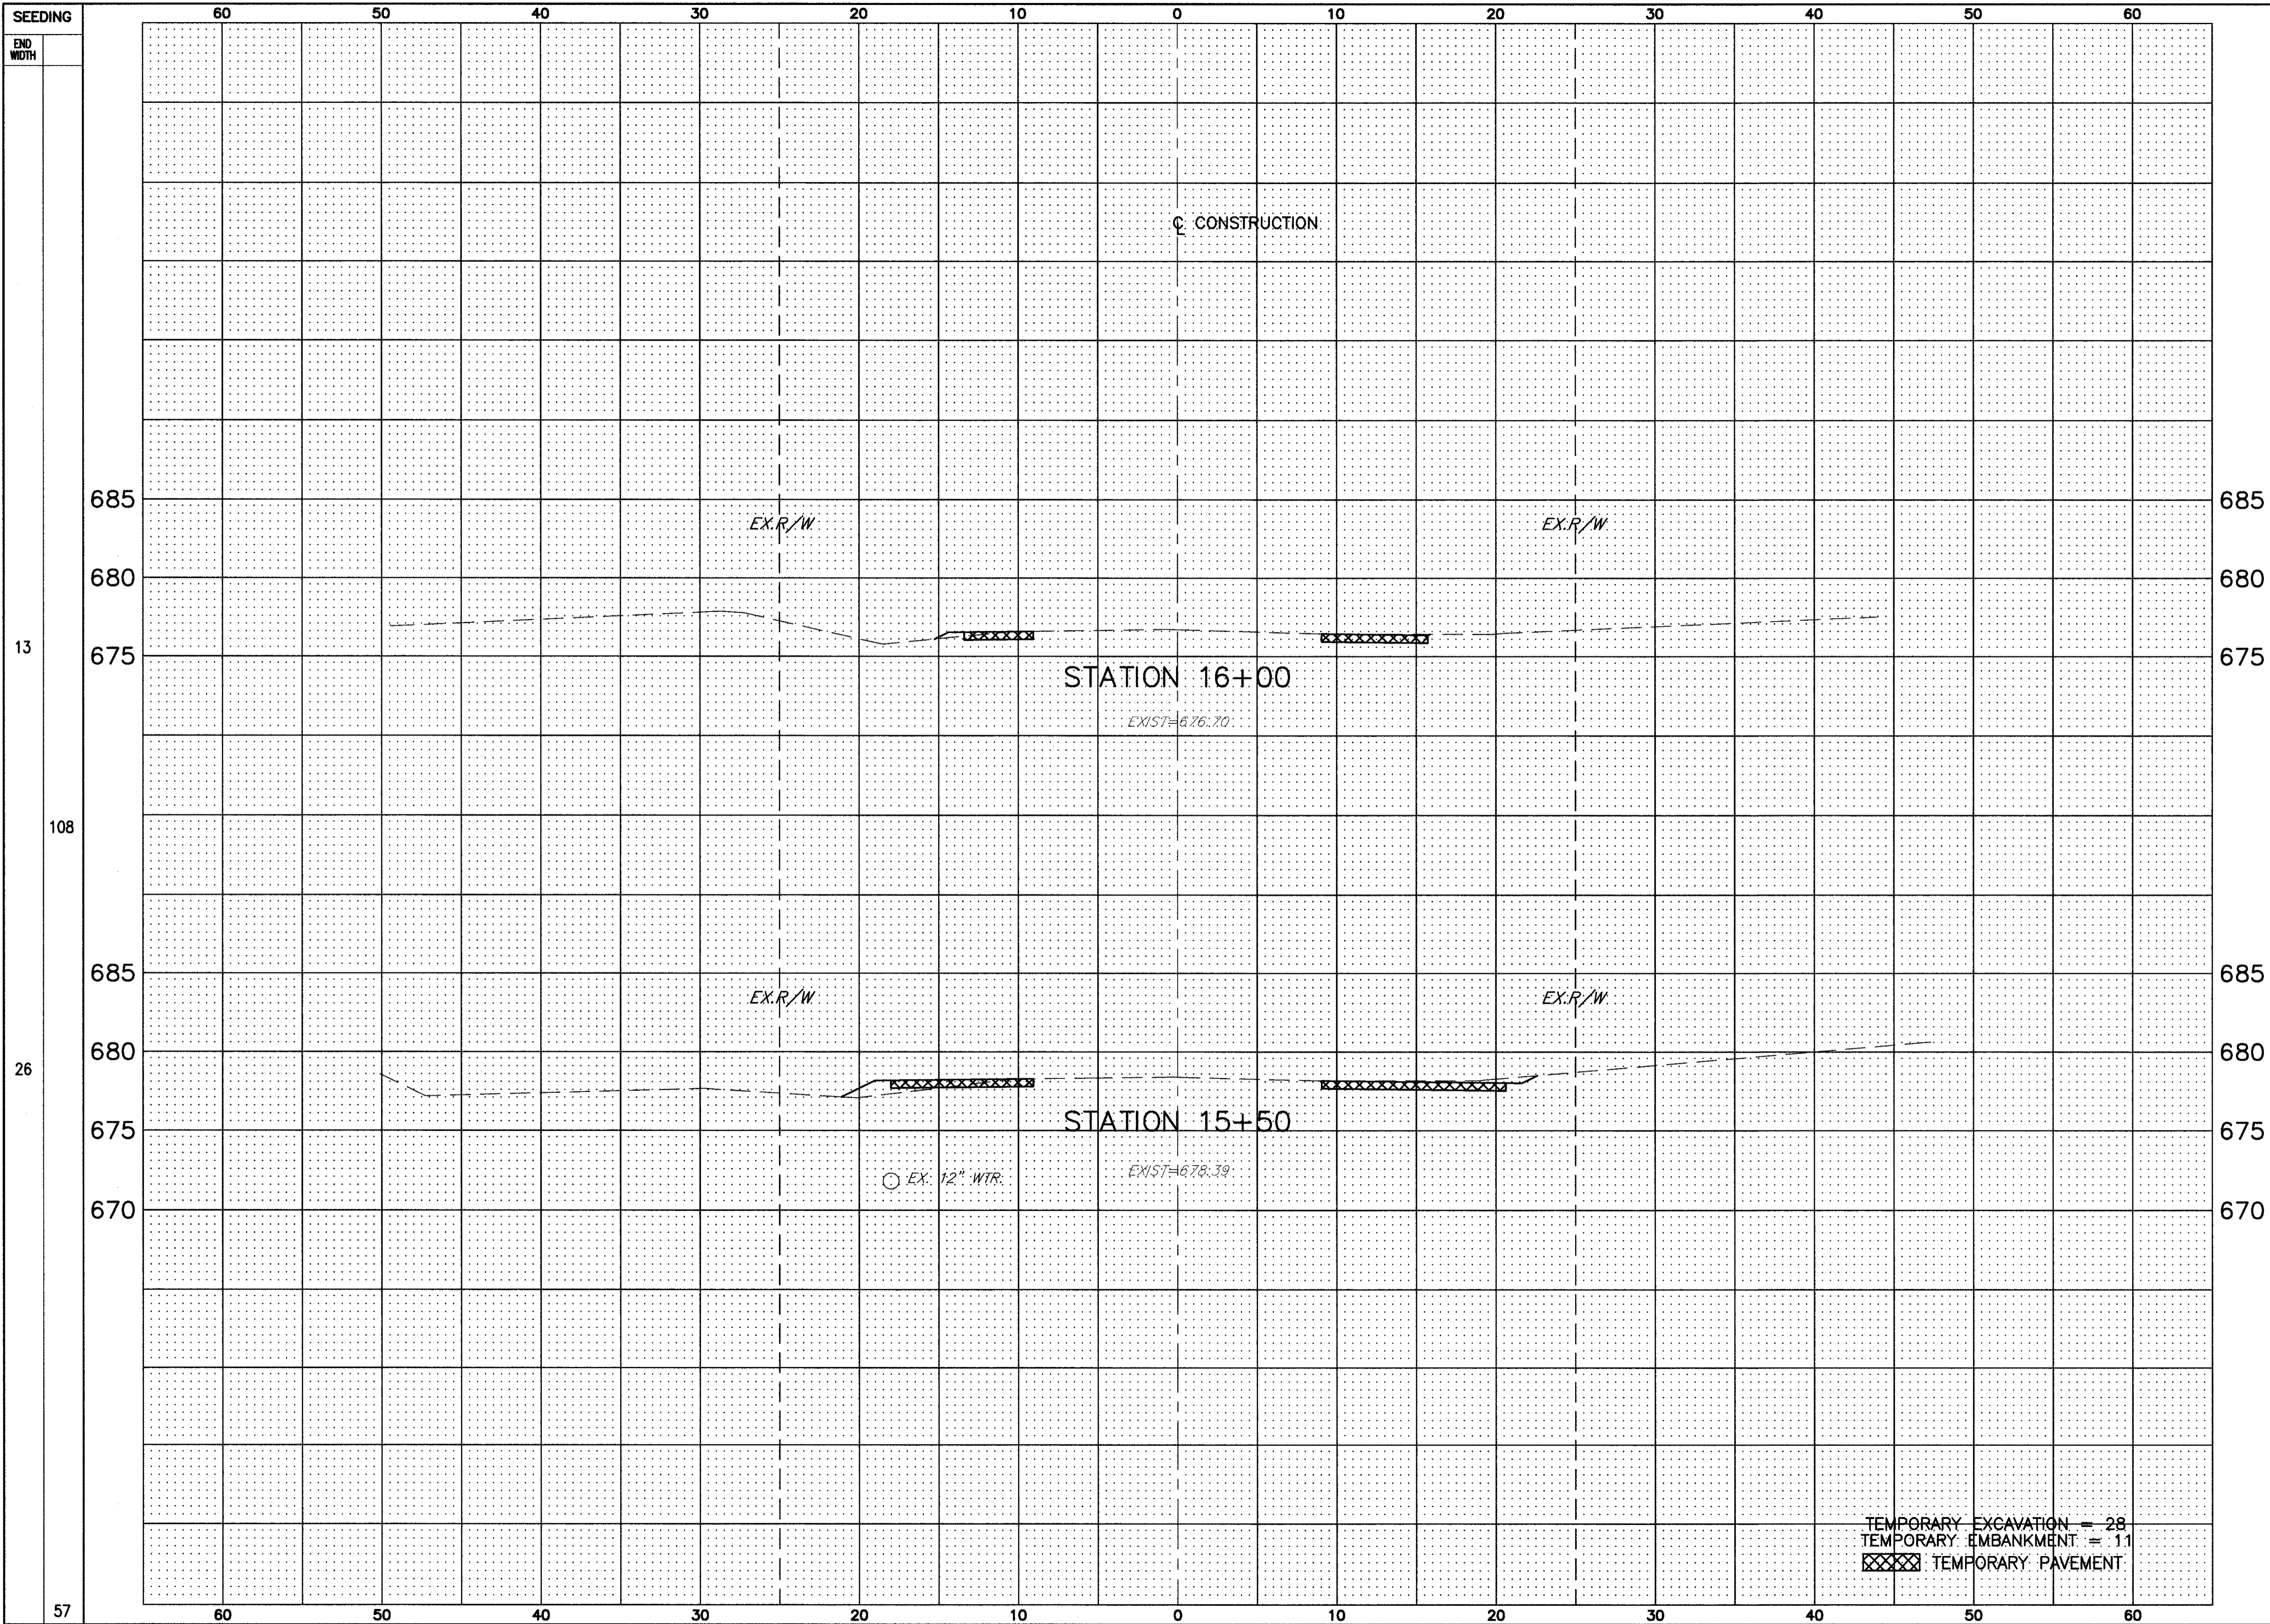 SEEDING
END WIDTH
60 50 40 30 20 10 0 10 20 30 40 50 60
℄ CONSTRUCTION
685 685
EX.R/W EX.R/W
680 680
13
675 675
STATION 16+00
EXIST=676.70
108
685 685
EX.R/W EX.R/W
680 680
26
675 675
STATION 15+50
EXIST=678.39
EX. 12" WTR.
670 670
TEMPORARY EXCAVATION = 28
TEMPORARY EMBANKMENT = 11
TEMPORARY PAVEMENT
57
60 50 40 30 20 10 0 10 20 30 40 50 60